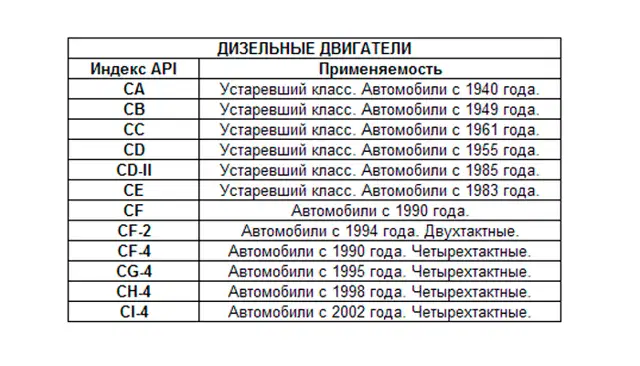 ДИЗЕЛЬНЫЕ ДВИГАТЕЛИ
Индекс API Применяемость
CA Устаревший класс. Автомобили с 1940 года.
CB Устаревший класс. Автомобили с 1949 года.
CC Устаревший класс. Автомобили с 1961 года.
CD Устаревший класс. Автомобили с 1955 года.
CD-II Устаревший класс. Автомобили с 1985 года.
CE Устаревший класс. Автомобили с 1983 года.
CF Автомобили с 1990 года.
CF-2 Автомобили с 1994 года. Двухтактные.
CF-4 Автомобили с 1990 года. Четырехтактные.
CG-4 Автомобили с 1995 года. Четырехтактные.
CH-4 Автомобили с 1998 года. Четырехтактные.
CI-4 Автомобили с 2002 года. Четырехтактные.